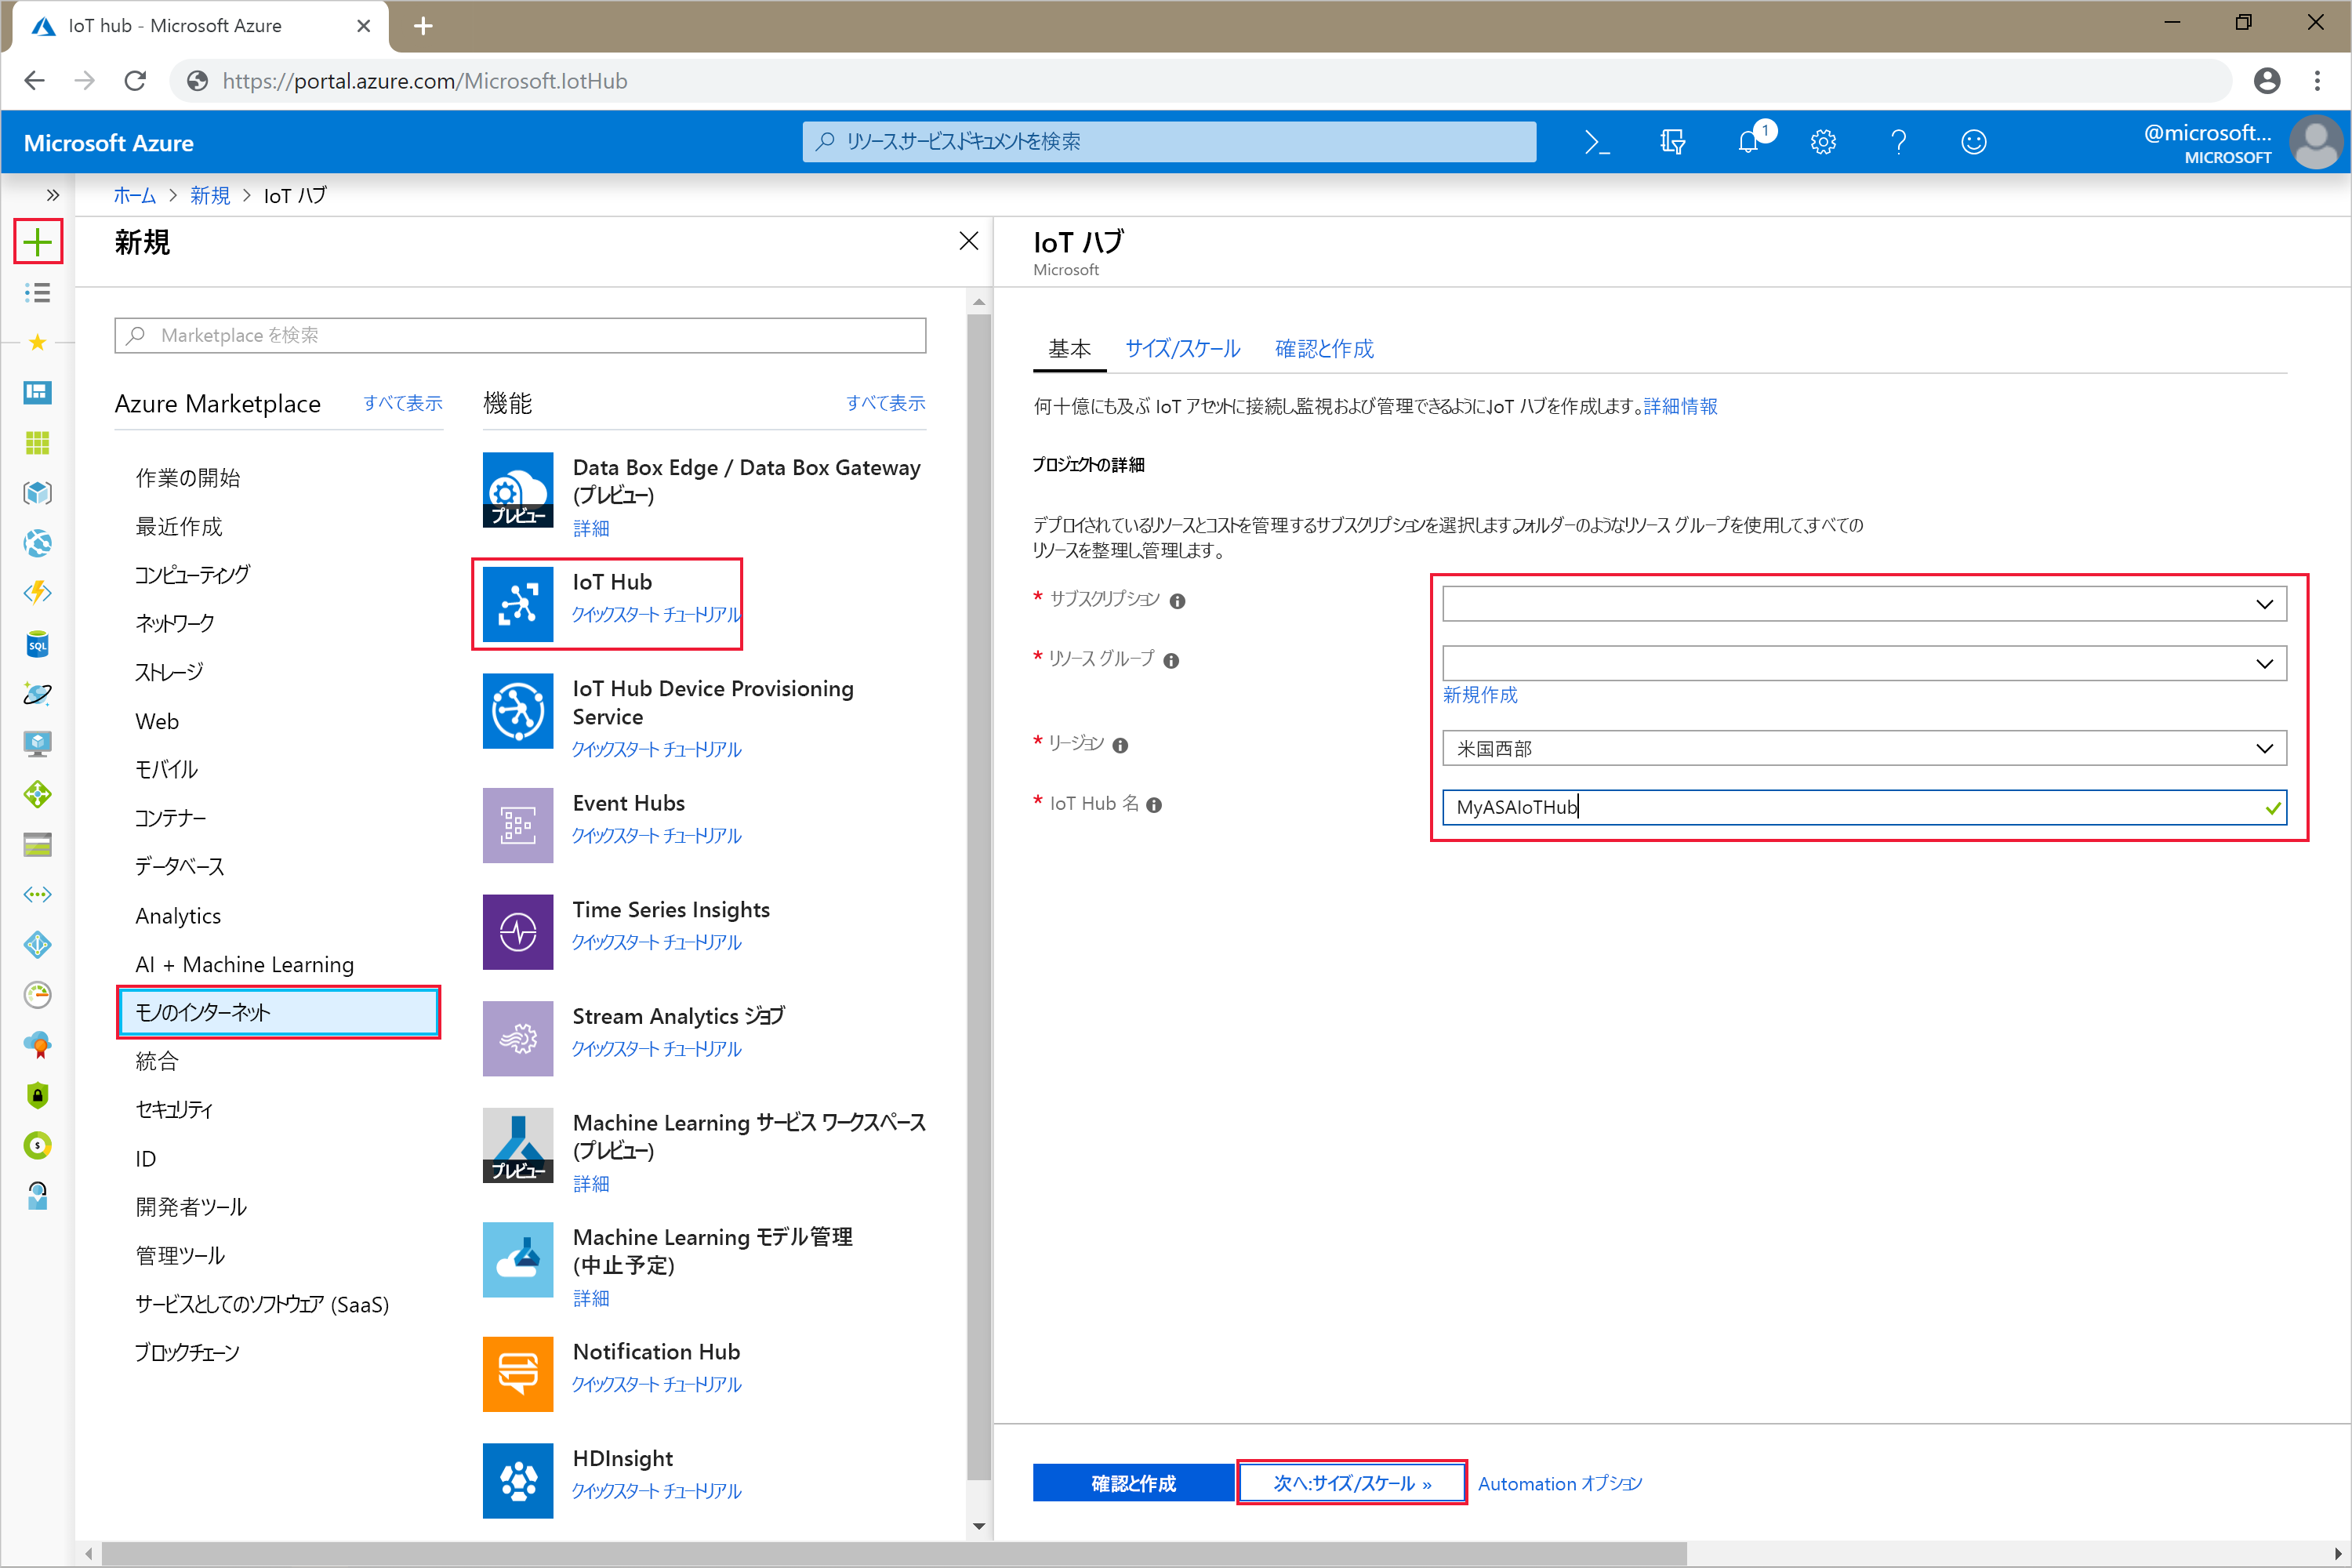 IoT hub - Microsoft Azure
https://portal.azure.com/Microsoft.IotHub
Microsoft Azure
リソース、サービス、ドキュメントを検索
1
@microsoft...
MICROSOFT
ホーム > 新規 > IoT ハブ
新規
Marketplace を検索
Azure Marketplace すべて表示
作業の開始
最近作成
コンピューティング
ネットワーク
ストレージ
Web
モバイル
コンテナー
データベース
Analytics
AI + Machine Learning
モノのインターネット
統合
セキュリティ
ID
開発者ツール
管理ツール
サービスとしてのソフトウェア (SaaS)
ブロックチェーン
機能 すべて表示
Data Box Edge / Data Box Gateway
(プレビュー)
プレビュー
詳細
IoT Hub
クイックスタート チュートリアル
IoT Hub Device Provisioning
Service
クイックスタート チュートリアル
Event Hubs
クイックスタート チュートリアル
Time Series Insights
クイックスタート チュートリアル
Stream Analytics ジョブ
クイックスタート チュートリアル
Machine Learning サービス ワークスペース
(プレビュー)
プレビュー
詳細
Machine Learning モデル管理
(中止予定)
詳細
Notification Hub
クイックスタート チュートリアル
HDInsight
クイックスタート チュートリアル
SQL
IoT ハブ
Microsoft
基本 サイズ/スケール 確認と作成
何十億にも及ぶ IoT アセットに接続し、監視および管理できるように、IoT ハブを作成します。詳細情報
プロジェクトの詳細
デプロイされているリソースとコストを管理するサブスクリプションを選択します。フォルダーのようなリソース グループを使用して、すべての
リソースを整理し、管理します。
* サブスクリプション
* リソース グループ
新規作成
* リージョン
米国西部
* IoT Hub 名
MyASAIoTHub
確認と作成 次へ:サイズ/スケール » Automation オプション